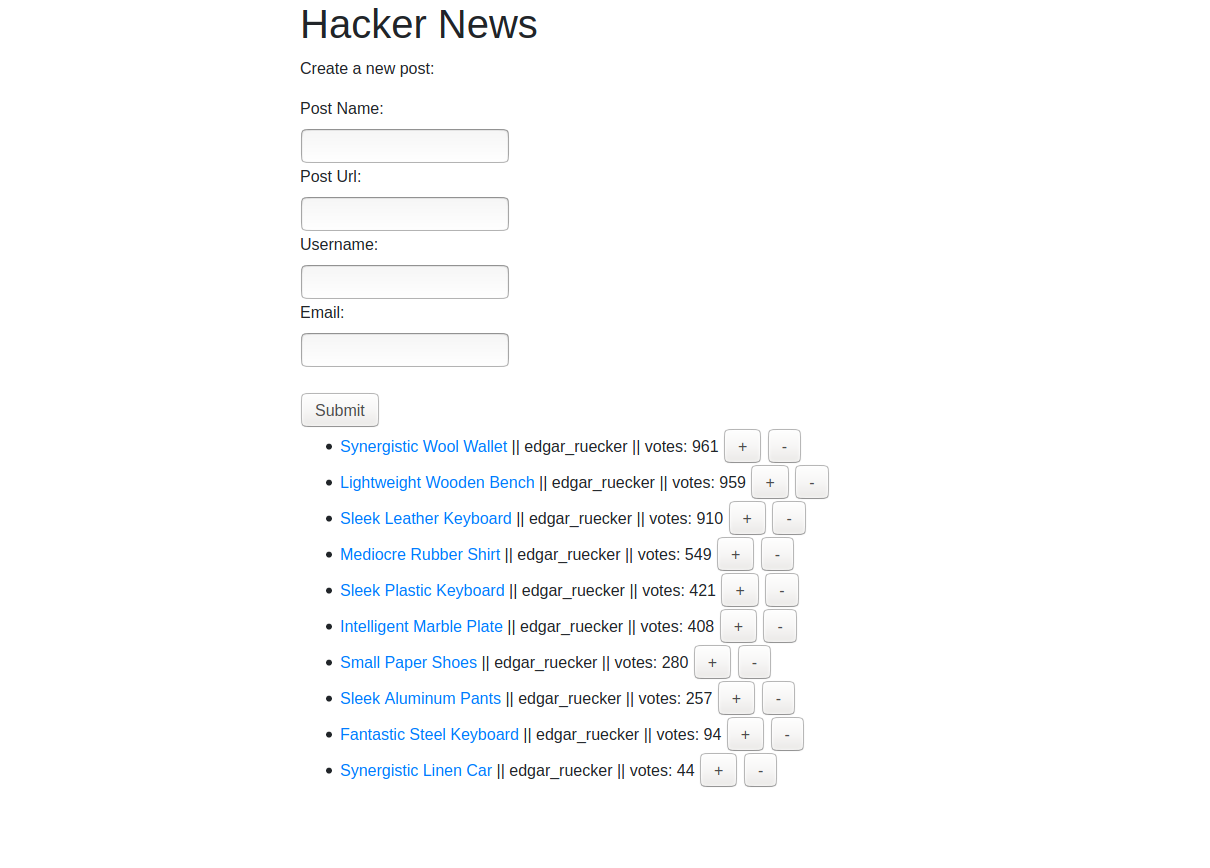 Hacker News
Create a new post:
Post Name:
Post Url:
Username:
Email:
Submit
Synergistic Wool Wallet || edgar_ruecker || votes: 961 + -
Lightweight Wooden Bench || edgar_ruecker || votes: 959 + -
Sleek Leather Keyboard || edgar_ruecker || votes: 910 + -
Mediocre Rubber Shirt || edgar_ruecker || votes: 549 + -
Sleek Plastic Keyboard || edgar_ruecker || votes: 421 + -
Intelligent Marble Plate || edgar_ruecker || votes: 408 + -
Small Paper Shoes || edgar_ruecker || votes: 280 + -
Sleek Aluminum Pants || edgar_ruecker || votes: 257 + -
Fantastic Steel Keyboard || edgar_ruecker || votes: 94 + -
Synergistic Linen Car || edgar_ruecker || votes: 44 + -